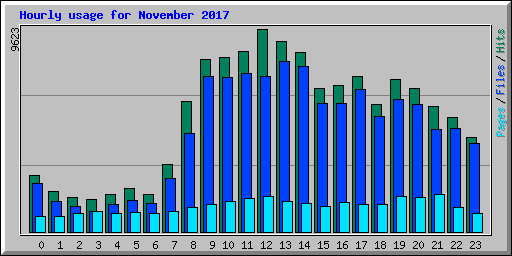 Hourly usage for November 2017
9623
Pages / Files / Hits
0 1 2 3 4 5 6 7 8 9 10 11 12 13 14 15 16 17 18 19 20 21 22 23